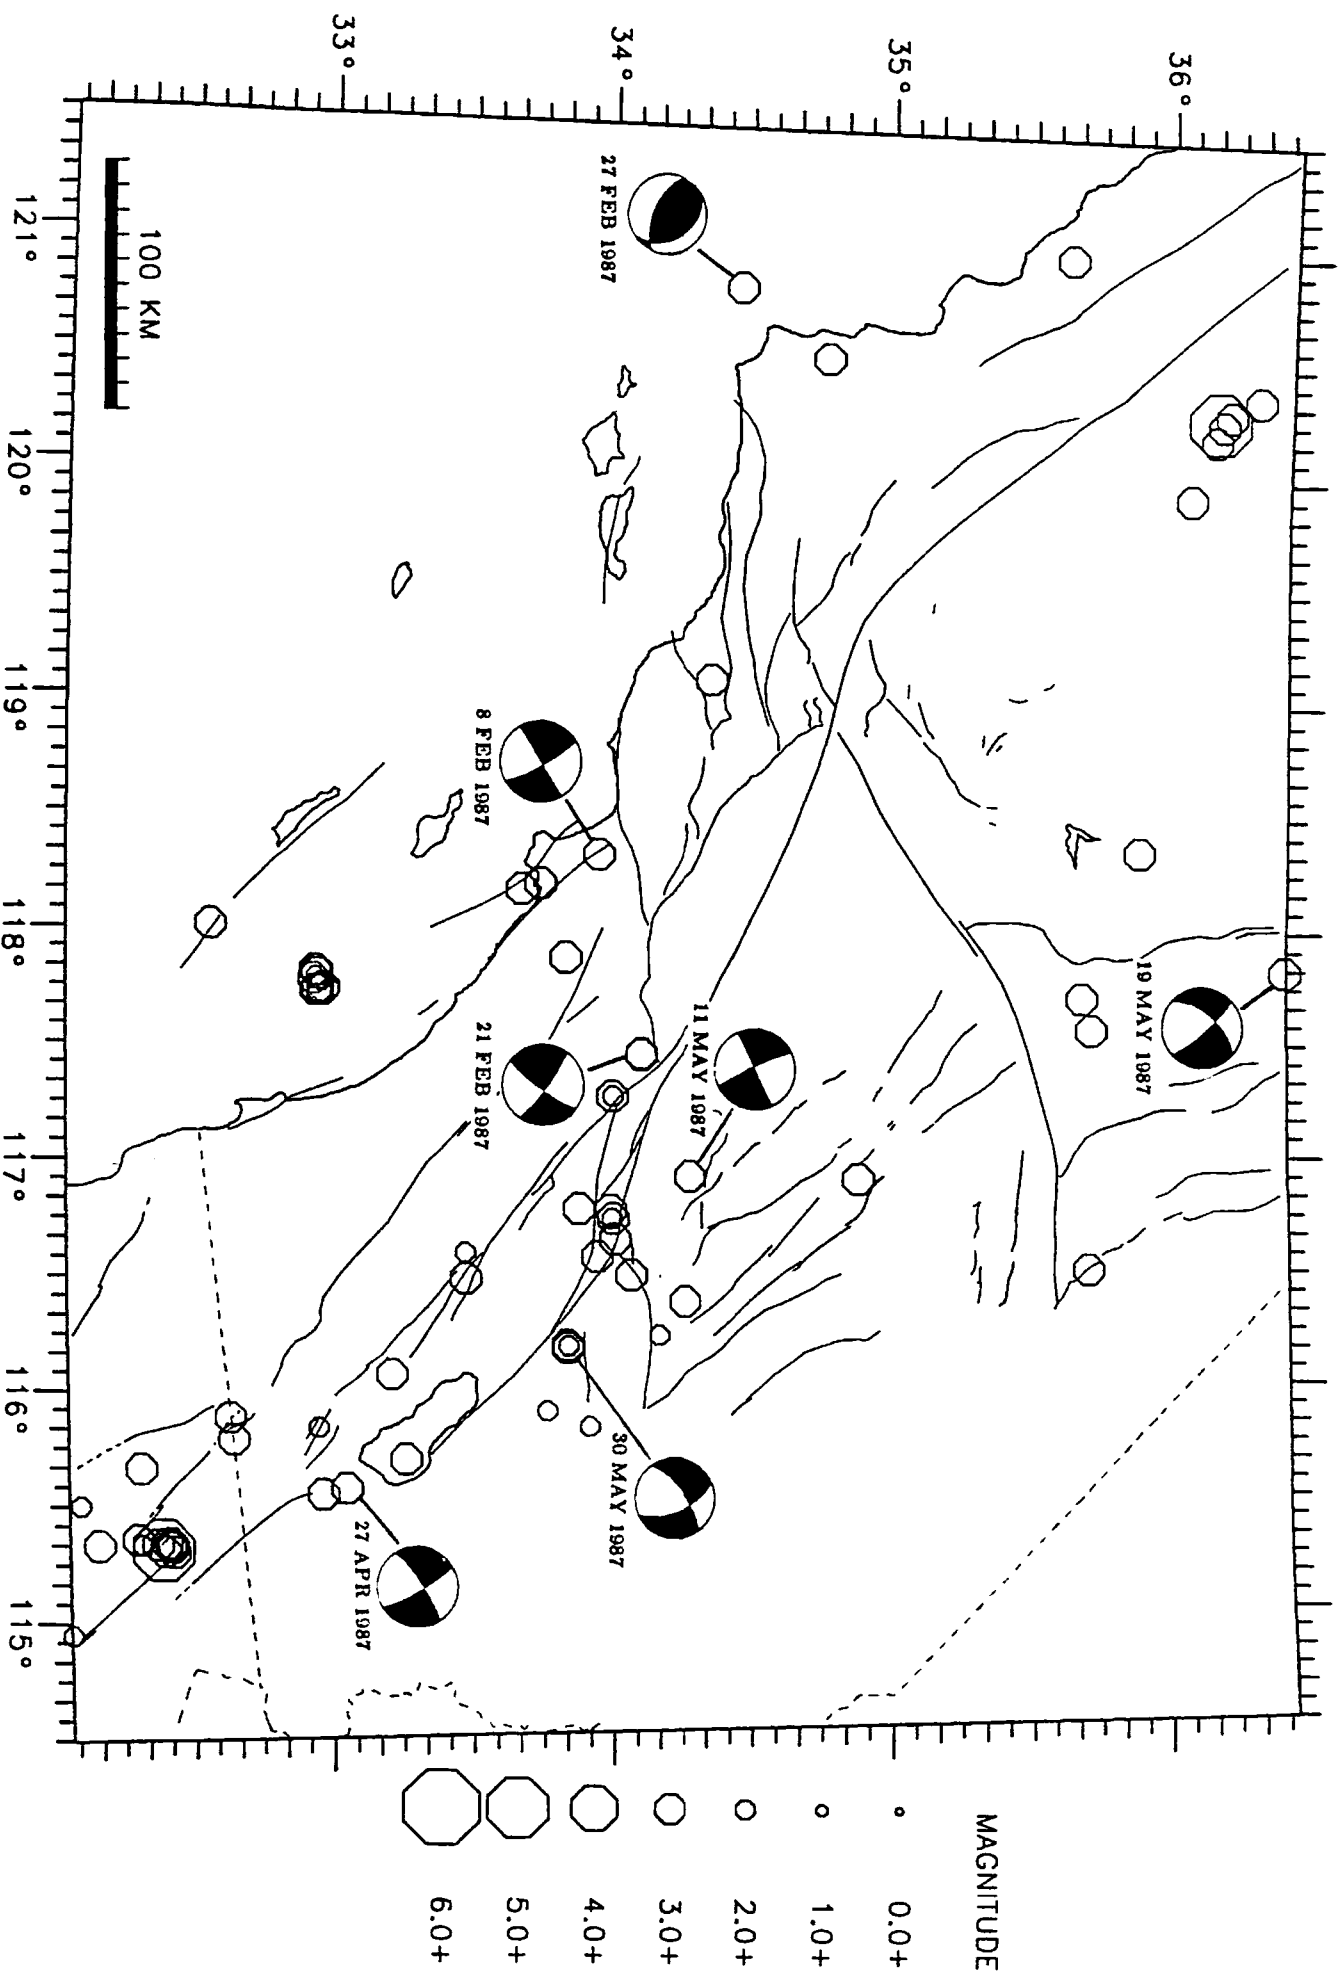 36°
35°
34°
33°
27 FEB 1987
8 FEB 1987
19 MAY 1987
11 MAY 1987
21 FEB 1987
30 MAY 1987
27 APR 1987
100 KM
121°
120°
119°
118°
117°
116°
115°
MAGNITUDE
0.0+
1.0+
2.0+
3.0+
4.0+
5.0+
6.0+